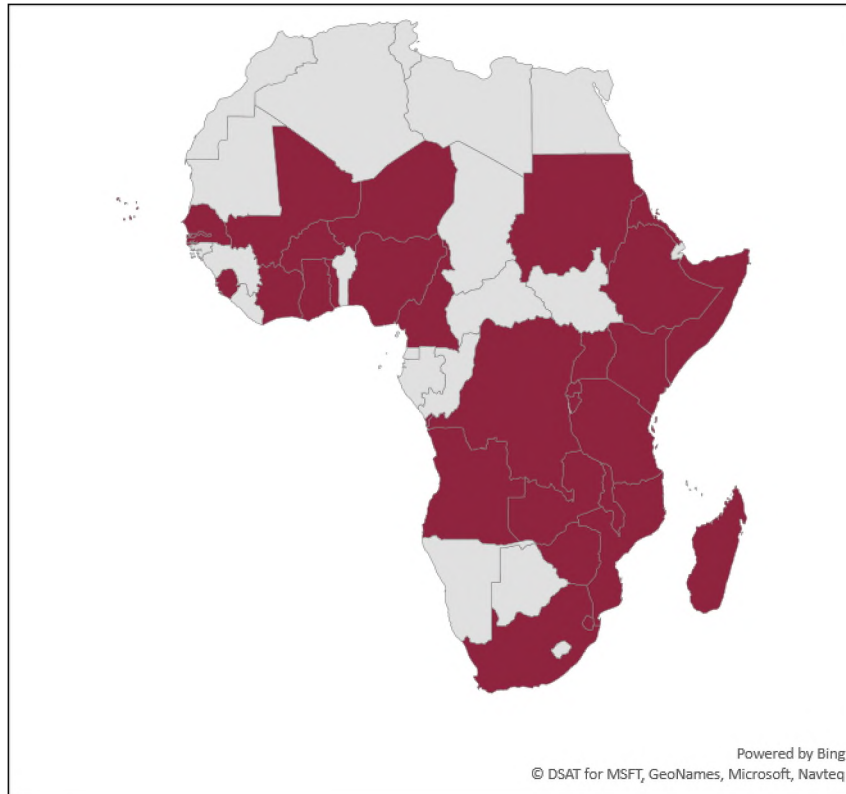 Powered by Bing
© DSAT for MSFT, GeoNames, Microsoft, Navteq